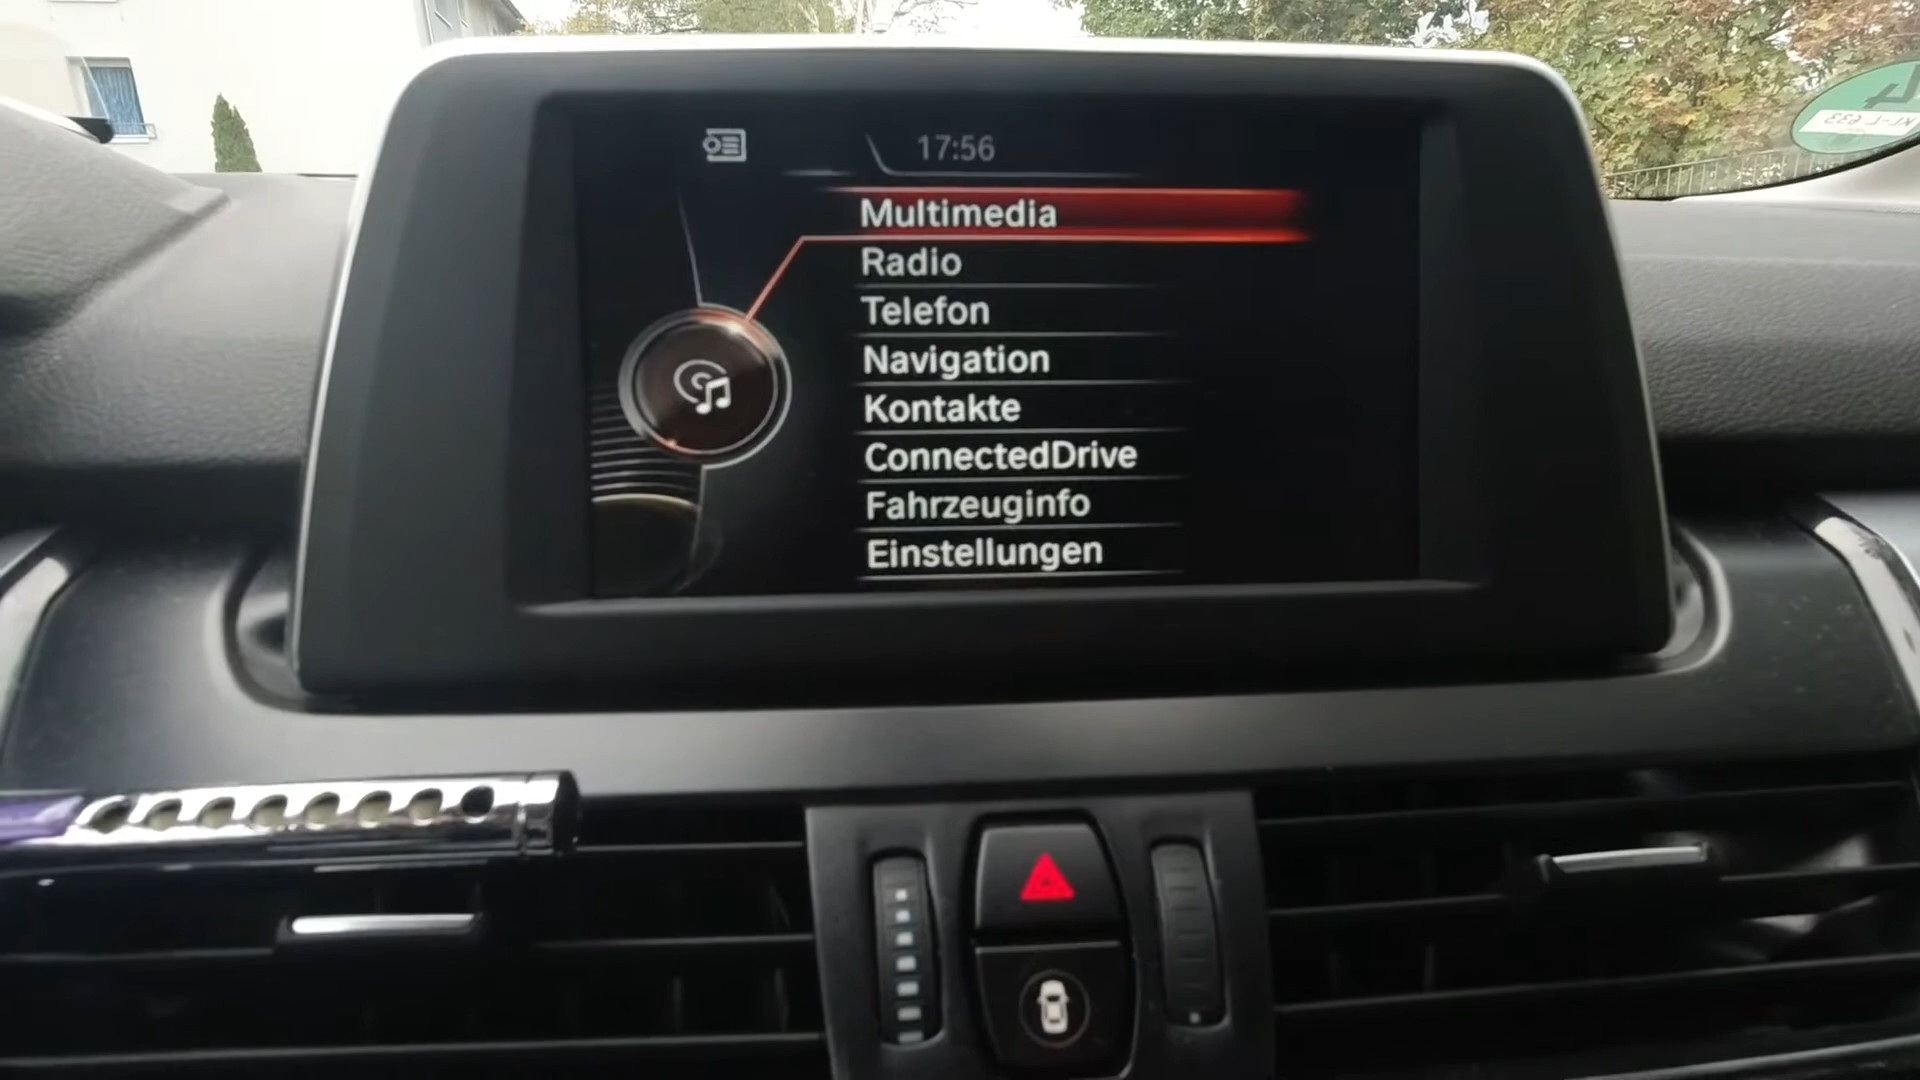 17:56
Multimedia
Radio
Telefon
Navigation
Kontakte
ConnectedDrive
Fahrzeuginfo
Einstellungen